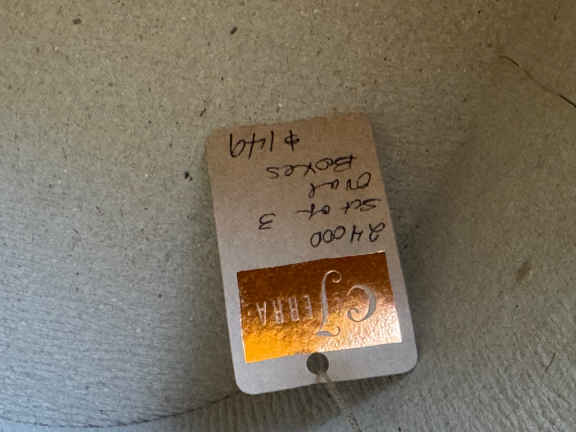 C TERRA
24000
Set of 3
Oval
Boxes
$149